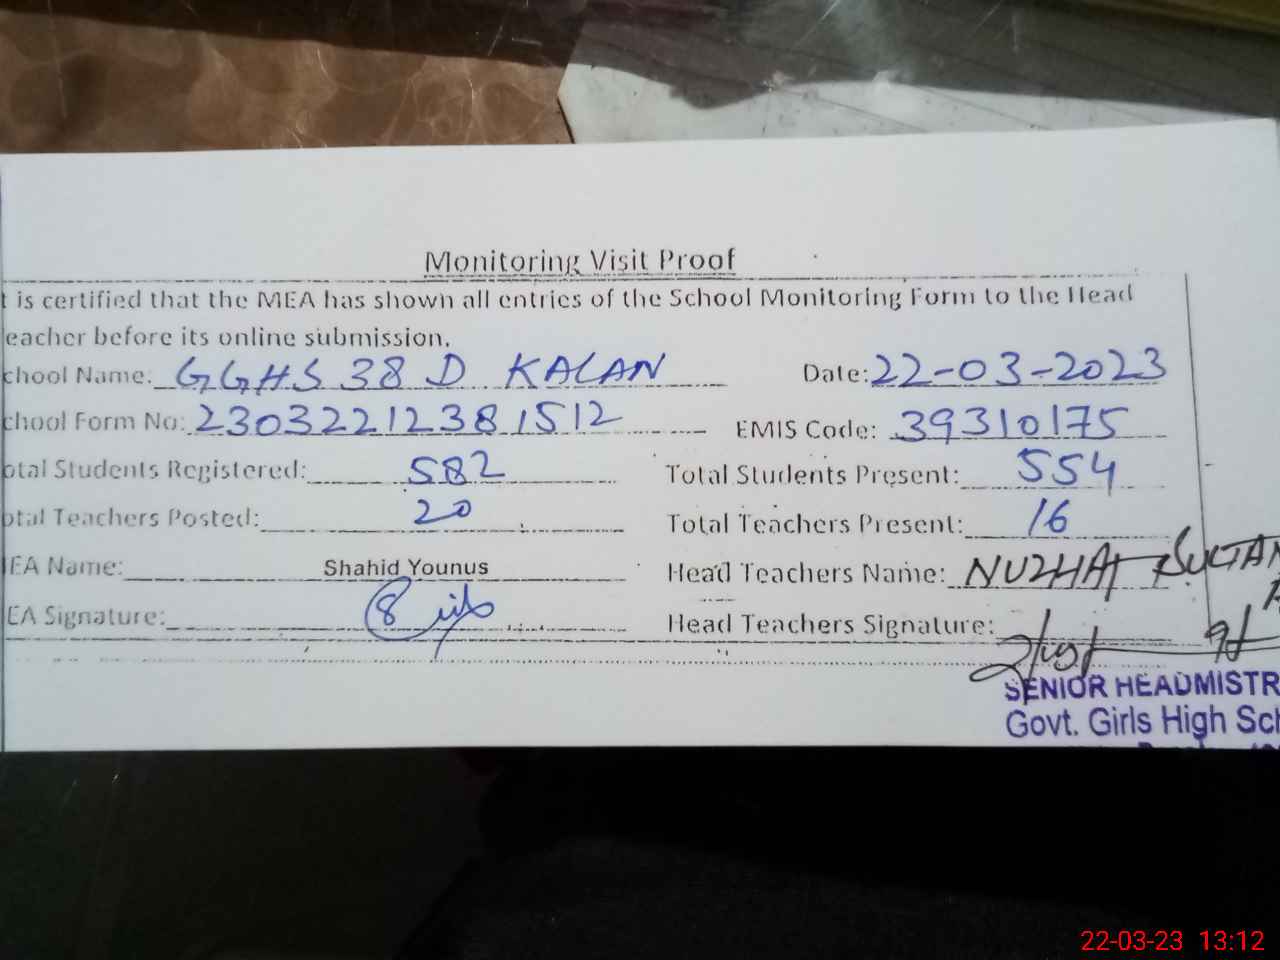 Monitoring Visit Proof
t is certified that the MEA has shown all entries of the School Monitoring Form to the Head
eacher before its online submission.
chool Name: GGHS 38 D KALAN Date: 22-03-2023
chool Form No: 2303221238 1512 EMIS Code: 39310175
otal Students Registered: 582 Total Students Present: 554
otal Teachers Posted: 20 Total Teachers Present: 16
EA Name: Shahid Younus Head Teachers Name: NUZHAT SULTAN
EA Signature: Head Teachers Signature:
SENIOR HEADMISTR
Govt. Girls High Sch
22-03-23 13:12